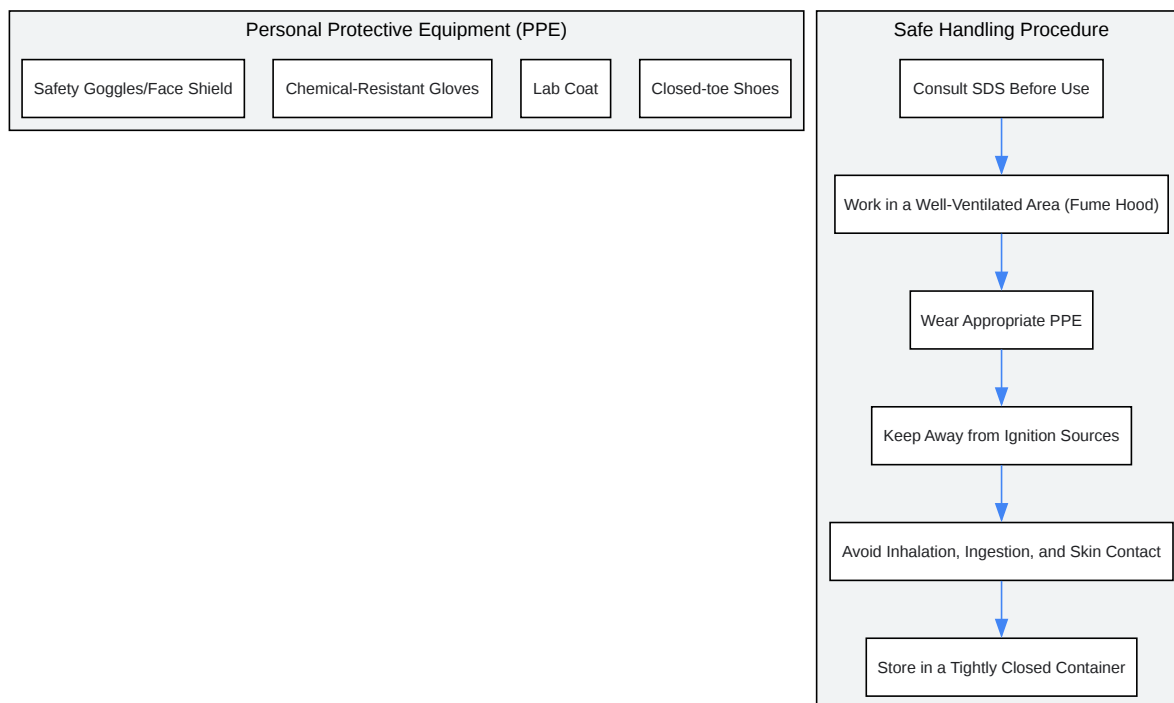 Personal Protective Equipment (PPE)
Safety Goggles/Face Shield
Chemical-Resistant Gloves
Lab Coat
Closed-toe Shoes
Safe Handling Procedure
Consult SDS Before Use
Work in a Well-Ventilated Area (Fume Hood)
Wear Appropriate PPE
Keep Away from Ignition Sources
Avoid Inhalation, Ingestion, and Skin Contact
Store in a Tightly Closed Container